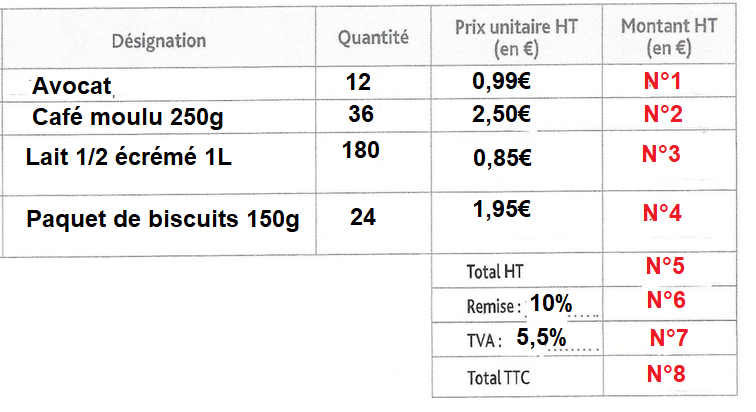 Désignation Quantité Prix unitaire HT (en €) Montant HT (en €)
Avocat 12 0,99€ N°1
Café moulu 250g 36 2,50€ N°2
Lait 1/2 écrémé 1L 180 0,85€ N°3
Paquet de biscuits 150g 24 1,95€ N°4
Total HT N°5
Remise : 10% N°6
TVA : 5,5% N°7
Total TTC N°8